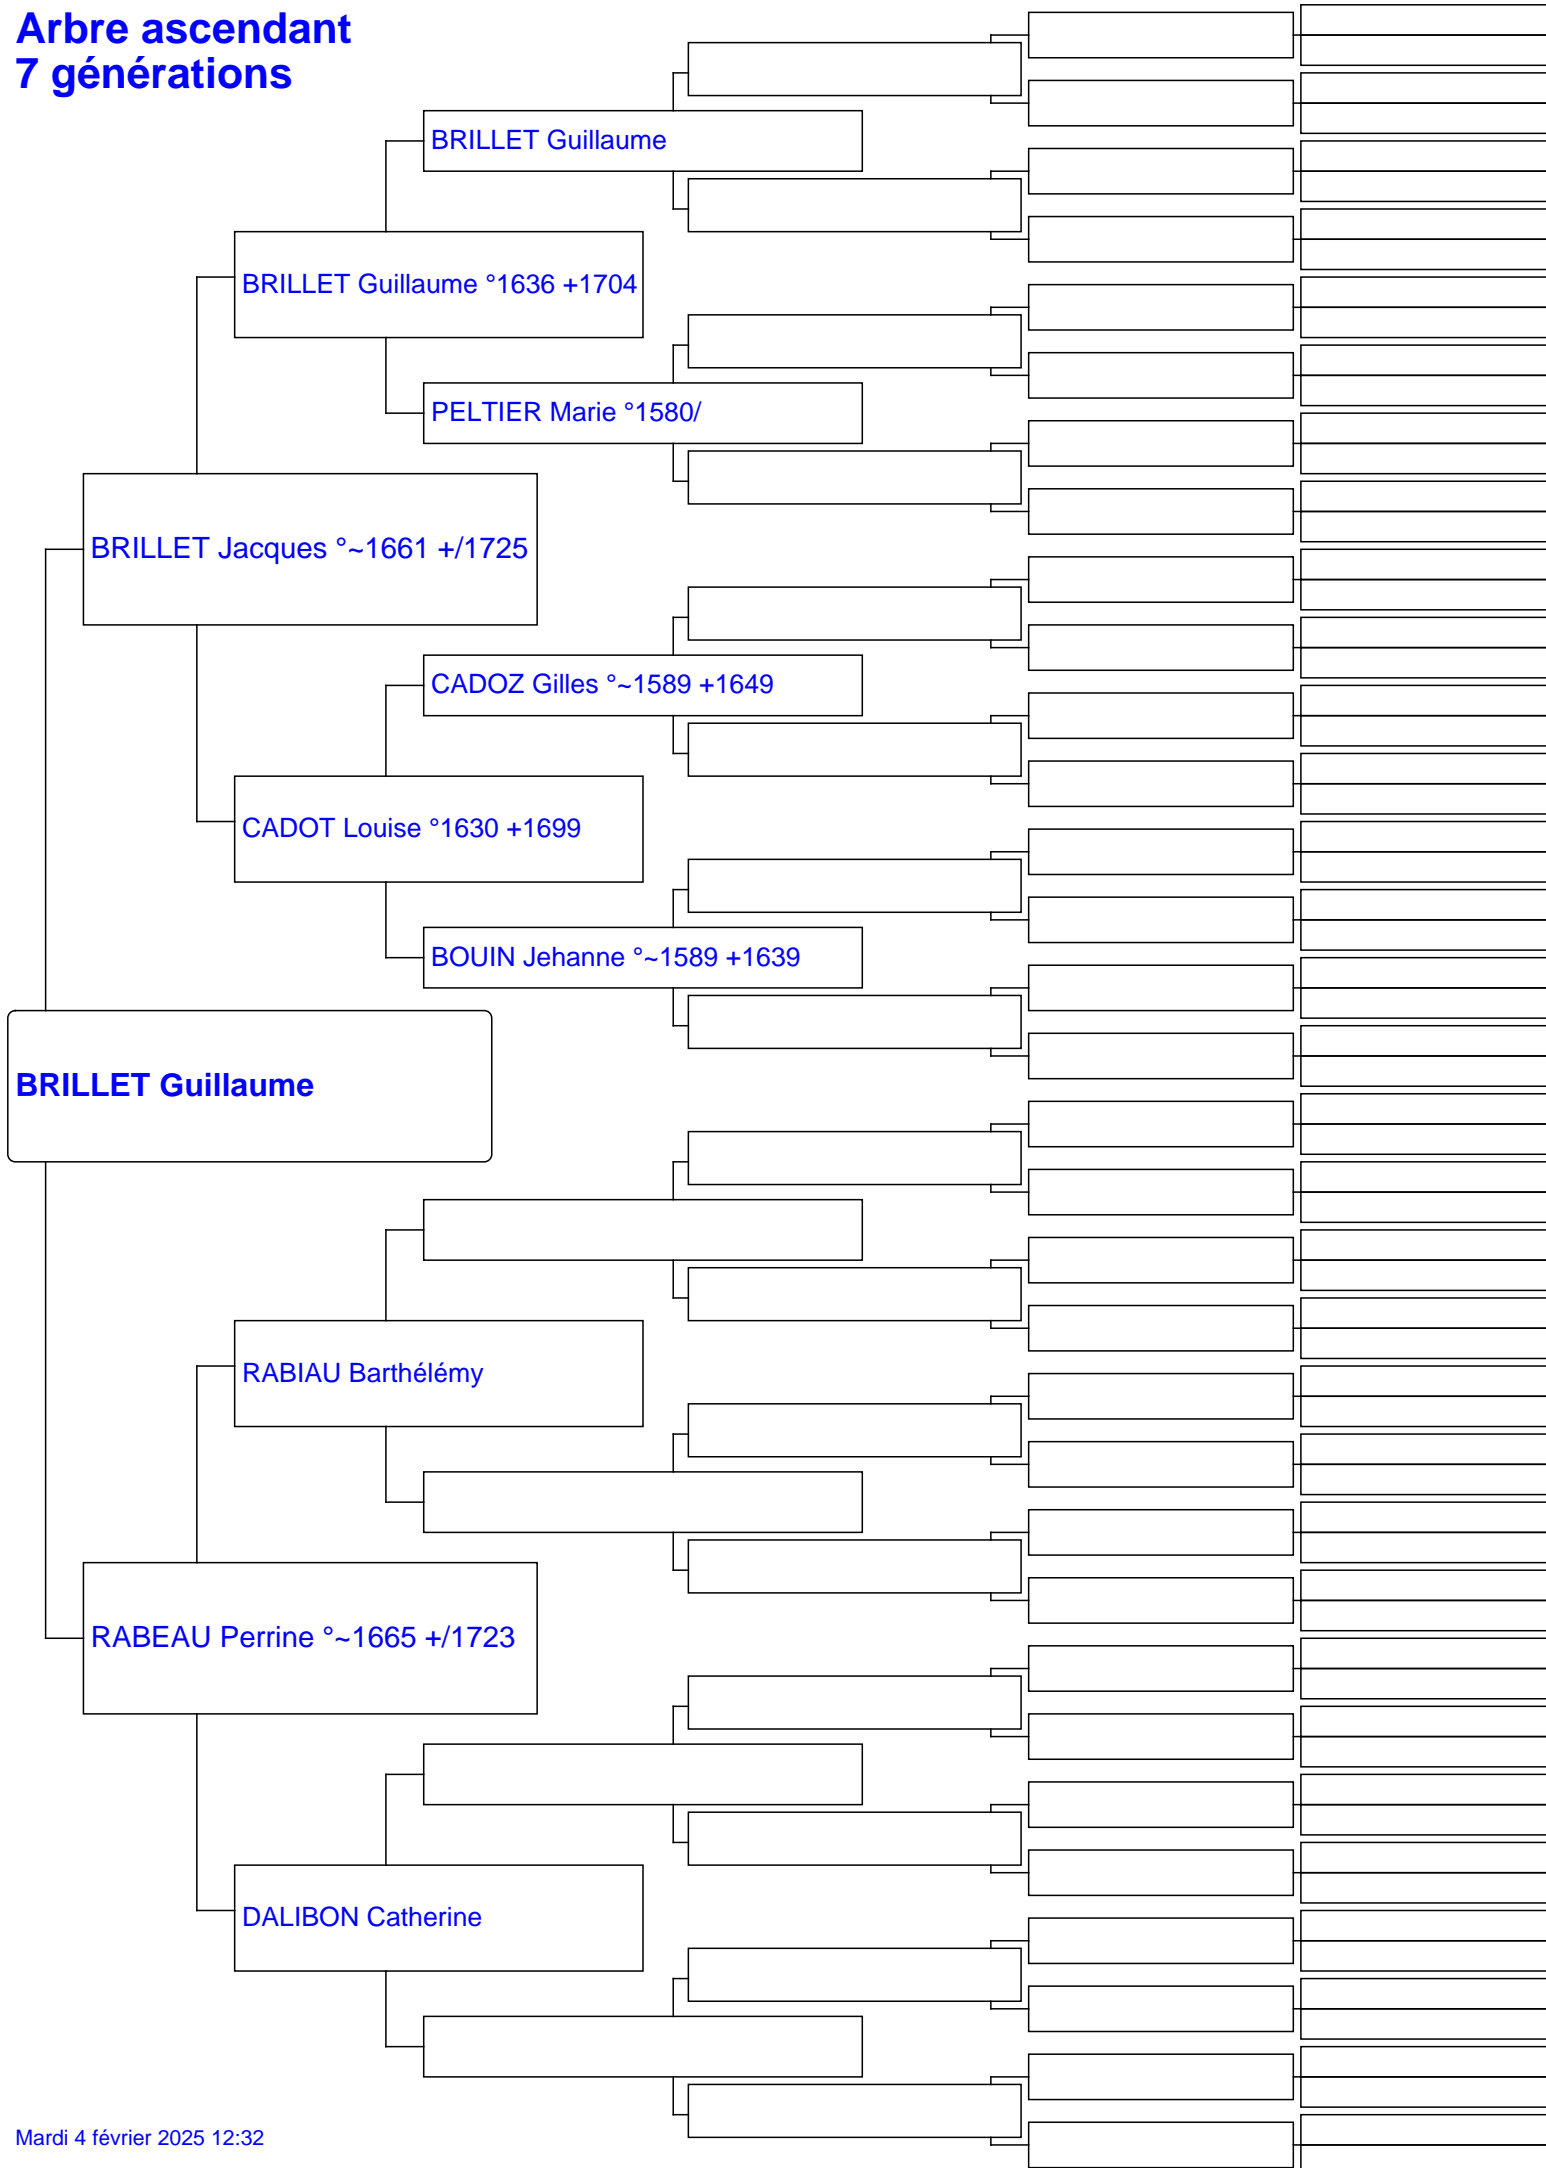 Arbre ascendant
7 générations
BRILLET Guillaume
BRILLET Guillaume °1636 +1704
PELTIER Marie °1580/
BRILLET Jacques °~1661 +/1725
CADOZ Gilles °~1589 +1649
CADOT Louise °1630 +1699
BOUIN Jehanne °~1589 +1639
BRILLET Guillaume
RABIAU Barthélémy
RABEAU Perrine °~1665 +/1723
DALIBON Catherine
Mardi 4 février 2025 12:32